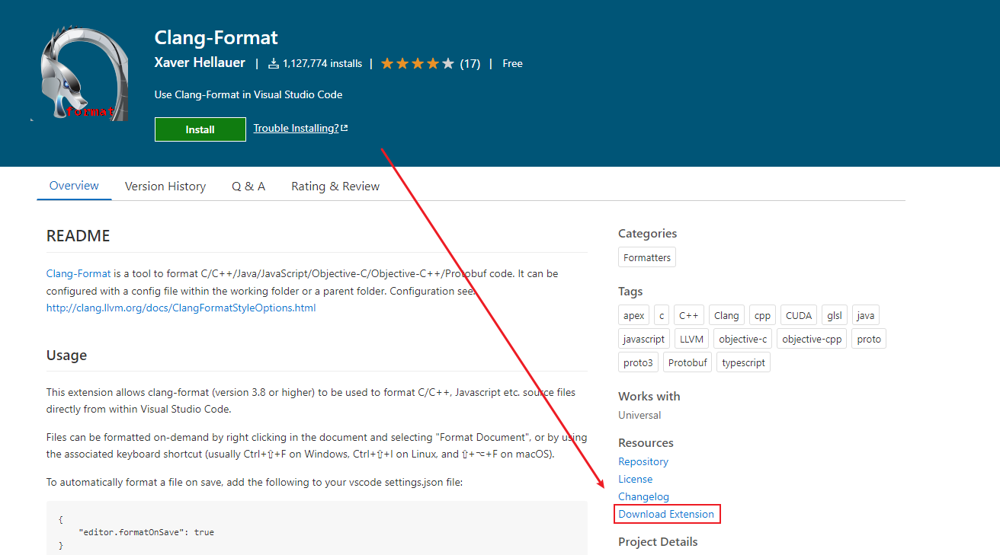 Clang-Format
Xaver Hellauer | 1,127,774 installs | (17) | Free
Use Clang-Format in Visual Studio Code
format
Install Trouble Installing?
Overview Version History Q & A Rating & Review
README
Clang-Format is a tool to format C/C++/Java/JavaScript/Objective-C/Objective-C++/Protobuf code. It can be
configured with a config file within the working folder or a parent folder. Configuration see:
http://clang.llvm.org/docs/ClangFormatStyleOptions.html
Usage
This extension allows clang-format (version 3.8 or higher) to be used to format C/C++, Javascript etc. source files
directly from within Visual Studio Code.
Files can be formatted on-demand by right clicking in the document and selecting "Format Document", or by using
the associated keyboard shortcut (usually Ctrl+⇧+F on Windows, Ctrl+⇧+I on Linux, and ⇧+⌥+F on macOS).
To automatically format a file on save, add the following to your vscode settings.json file:
{
"editor.formatOnSave": true
}
Categories
Formatters
Tags
apex c C++ Clang cpp CUDA glsl java
javascript LLVM objective-c objective-cpp proto
proto3 Protobuf typescript
Works with
Universal
Resources
Repository
License
Changelog
Download Extension
Project Details